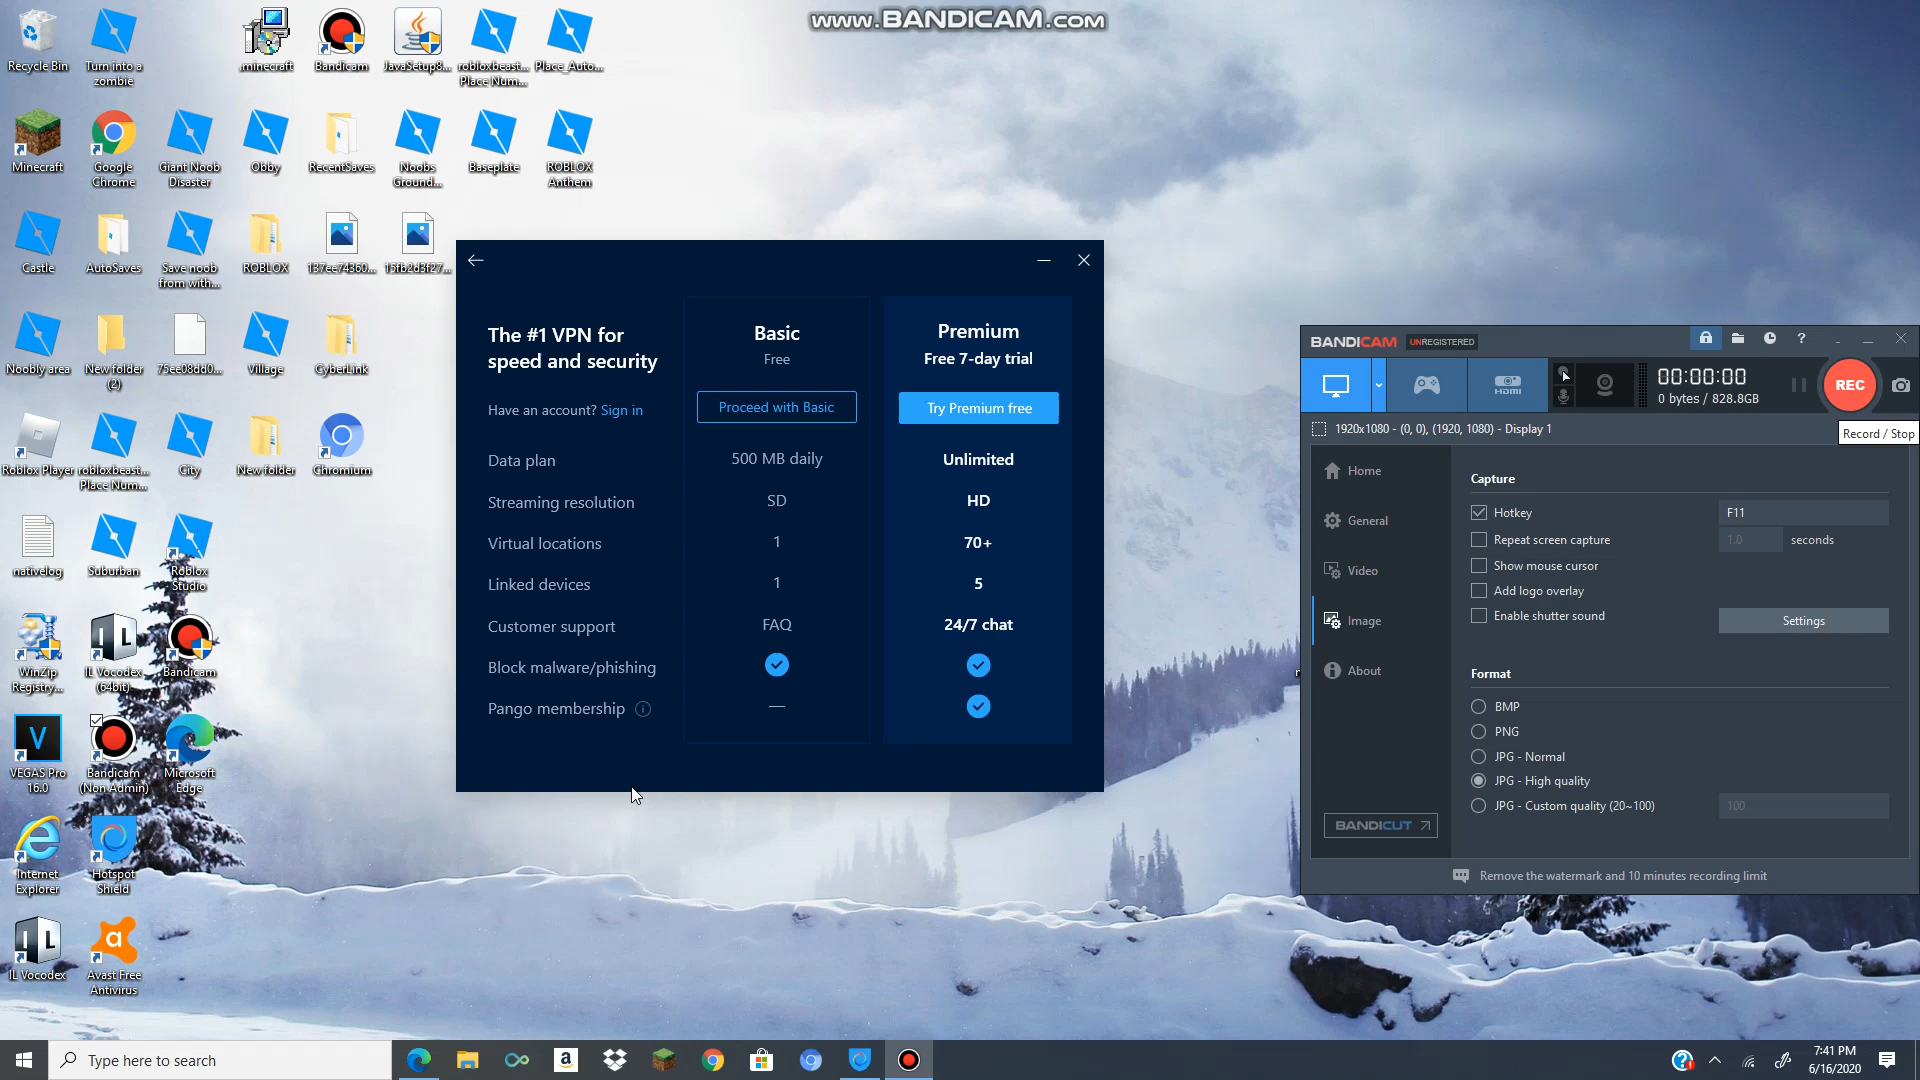 www.BANDICAM.com
Recycle Bin
Turn into a
zombie
.minecraft
Bandicam
JavaSetup8...
robloxbeast...
Place Num...
Place_Auto...
Minecraft
Google
Chrome
Giant Noob
Disaster
Obby
RecentSaves
Noobs
Ground...
Baseplate
ROBLOX
Anthem
Castle
AutoSaves
Save noob
from with...
ROBLOX
137ee74360...
15fb2d3f27...
Noobly area
New folder
(2)
75ee08dd0...
Village
CyberLink
Roblox Player
robloxbeast...
Place Num...
City
New folder
Chromium
nativelog
Suburban
Roblox
Studio
WinZip
Registry...
IL Vocodex
(64bit)
Bandicam
VEGAS Pro
16.0
Bandicam
(Non Admin)
Microsoft
Edge
Internet
Explorer
Hotspot
Shield
IL Vocodex
Avast Free
Antivirus
The #1 VPN for
speed and security
Have an account? Sign in
Basic
Free
Proceed with Basic
Premium
Free 7-day trial
Try Premium free
Data plan 500 MB daily Unlimited
Streaming resolution SD HD
Virtual locations 1 70+
Linked devices 1 5
Customer support FAQ 24/7 chat
Block malware/phishing
Pango membership —
BANDICAM UNREGISTERED
HDMI
00:00:00
0 bytes / 828.8GB
REC
1920x1080 - (0, 0), (1920, 1080) - Display 1
Record / Stop
Home
General
Video
Image
About
BANDICUT
Capture
Hotkey F11
Repeat screen capture 1.0 seconds
Show mouse cursor
Add logo overlay
Enable shutter sound
Settings
Format
BMP
PNG
JPG - Normal
JPG - High quality
JPG - Custom quality (20~100) 100
Remove the watermark and 10 minutes recording limit
Type here to search
7:41 PM
6/16/2020